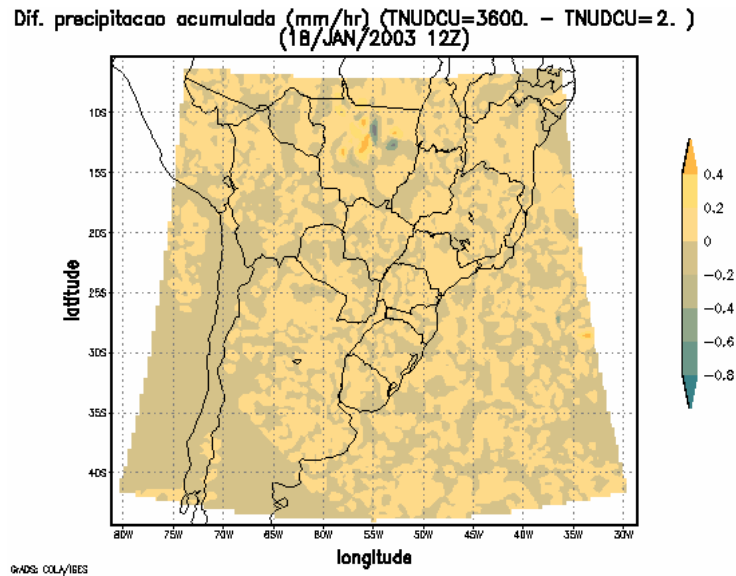 Dif. precipitacao acumulada (mm/hr) (TNUDCU=3600. - TNUDCU=2. )
(18/JAN/2003 12Z)
10S
15S
20S
25S
30S
35S
40S
latitude
80W 75W 70W 65W 60W 55W 50W 45W 40W 35W 30W
longitude
0.4
0.2
0
-0.2
-0.4
-0.6
-0.8
GrADS: COLA/IGES